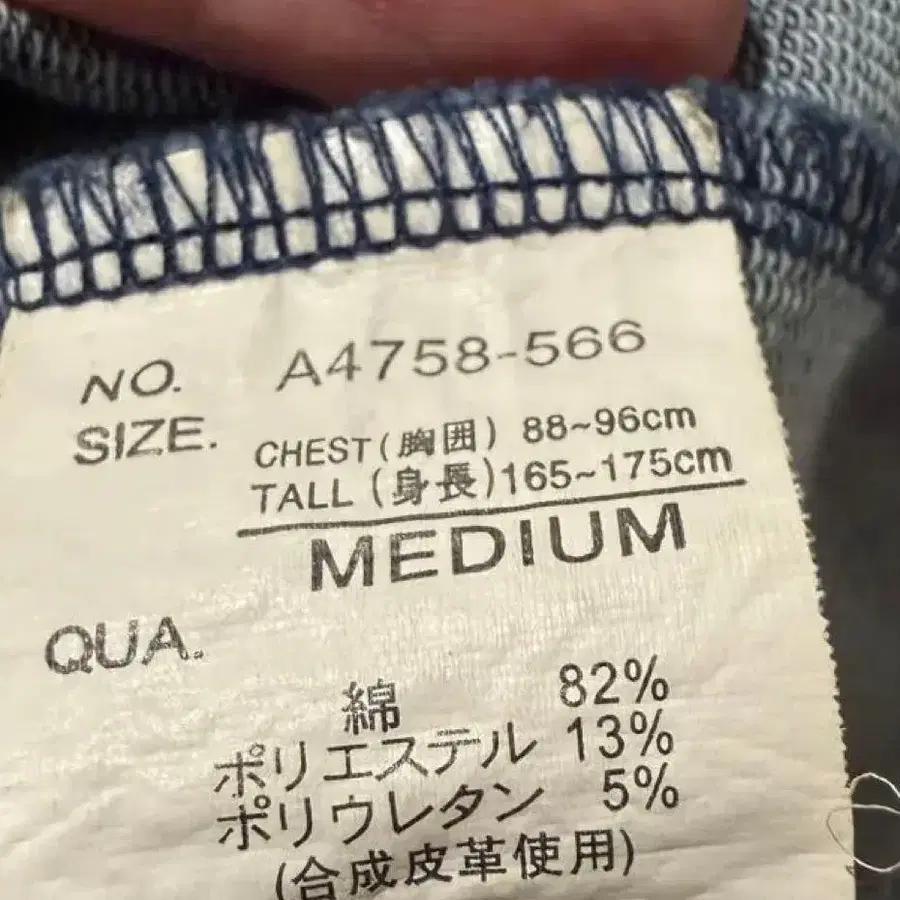 NO. A4758-566
SIZE. CHEST(胸囲) 88~96cm
TALL (身長)165~175cm
MEDIUM
QUA.
綿 82%
ポリエステル 13%
ポリウレタン 5%
(合成皮革使用)